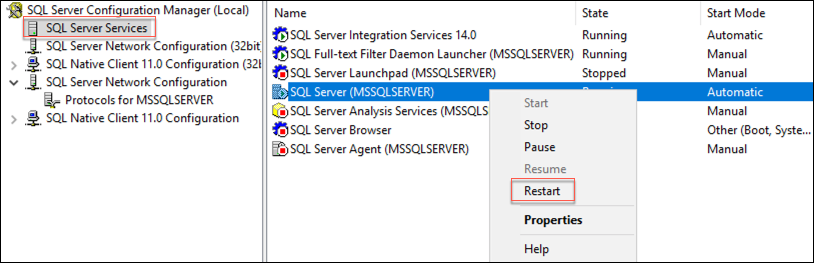 SQL Server Configuration Manager (Local)
SQL Server Services
SQL Server Network Configuration (32bit)
SQL Native Client 11.0 Configuration (32b
SQL Server Network Configuration
Protocols for MSSQLSERVER
SQL Native Client 11.0 Configuration
Name State Start Mode
SQL Server Integration Services 14.0 Running Automatic
SQL Full-text Filter Daemon Launcher (MSSQLSERVER) Running Manual
SQL Server Launchpad (MSSQLSERVER) Stopped Manual
SQL Server (MSSQLSERVER) Automatic
SQL Server Analysis Services (MSSQLS Manual
SQL Server Browser Other (Boot, Syste...
SQL Server Agent (MSSQLSERVER) Manual
Start
Stop
Pause
Resume
Restart
Properties
Help